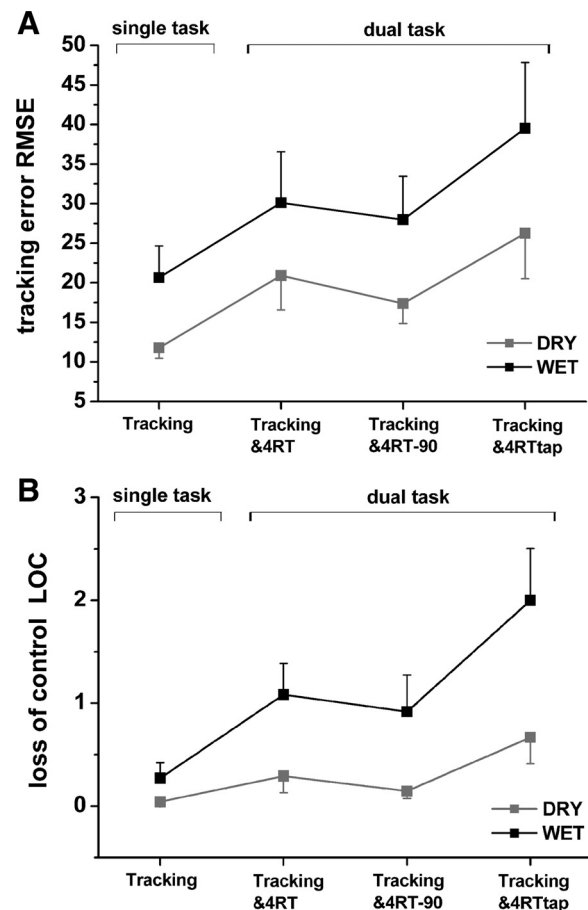 A
single task
dual task
tracking error RMSE
50
45
40
35
30
25
20
15
10
5
DRY
WET
Tracking
Tracking
&4RT
Tracking
&4RT-90
Tracking
&4RTtap
B
single task
dual task
loss of control LOC
3
2
1
0
DRY
WET
Tracking
Tracking
&4RT
Tracking
&4RT-90
Tracking
&4RTtap